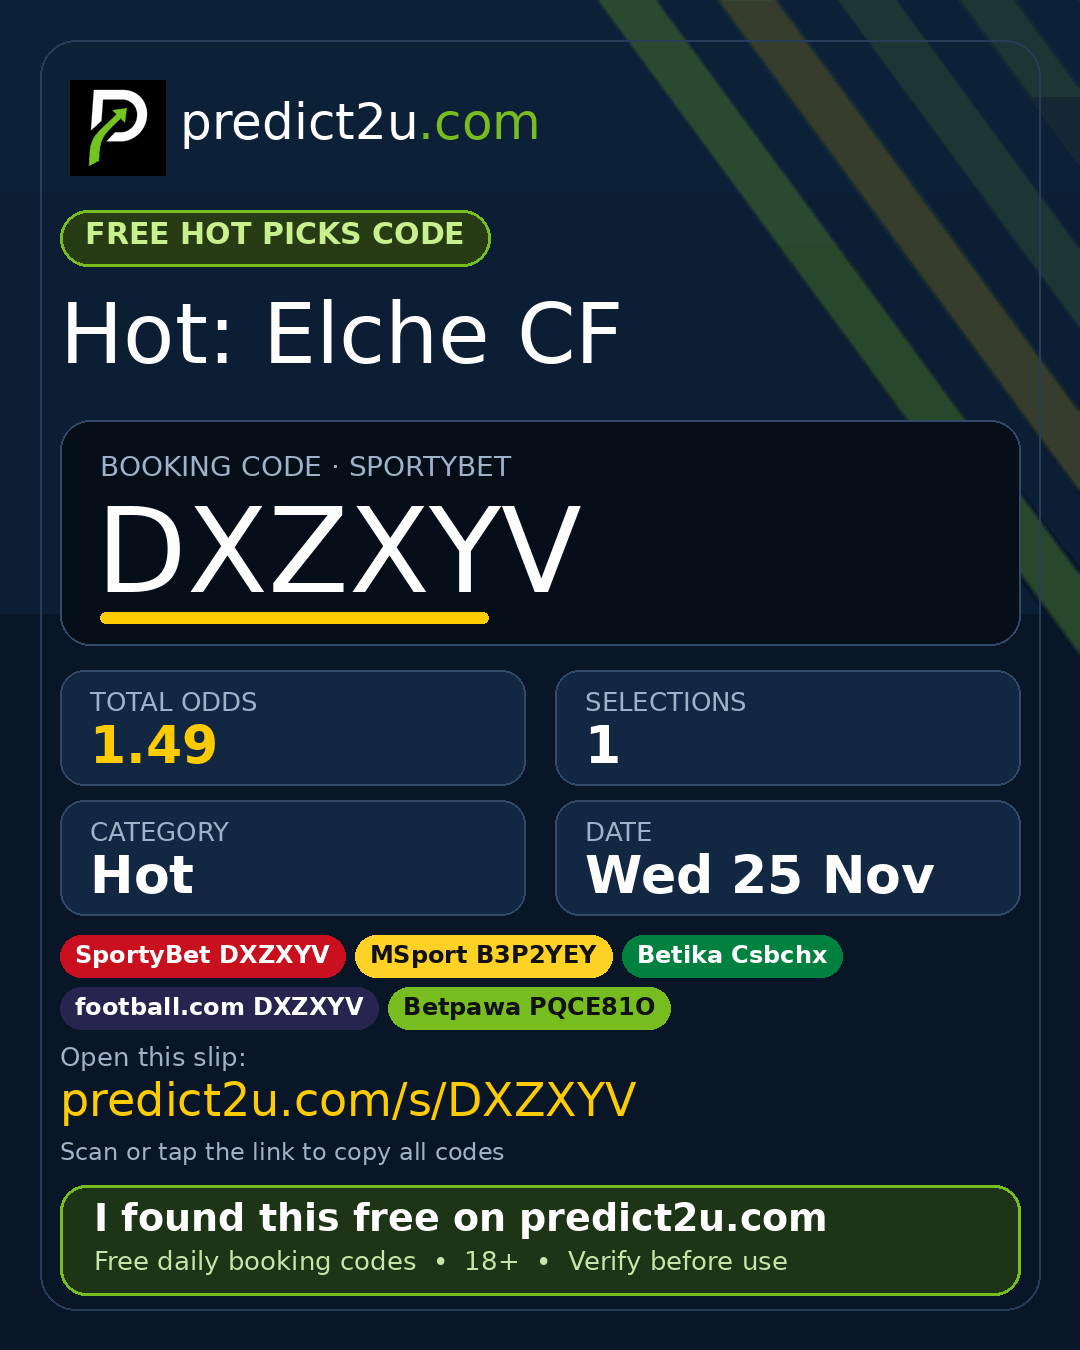 predict2u.com
FREE HOT PICKS CODE
Hot: Elche CF
BOOKING CODE · SPORTYBET
DXZXYV
TOTAL ODDS
1.49
SELECTIONS
1
CATEGORY
Hot
DATE
Wed 25 Nov
SportyBet DXZXYV
MSport B3P2YEY
Betika Csbchx
football.com DXZXYV
Betpawa PQCE81O
Open this slip:
predict2u.com/s/DXZXYV
Scan or tap the link to copy all codes
I found this free on predict2u.com
Free daily booking codes • 18+ • Verify before use